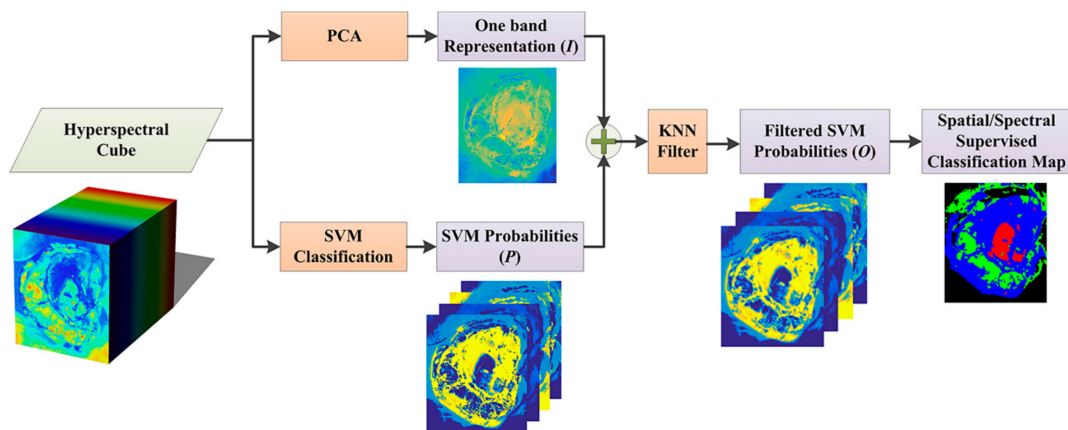 Hyperspectral
Cube
PCA
One band
Representation (I)
SVM
Classification
SVM Probabilities
(P)
KNN
Filter
Filtered SVM
Probabilities (O)
Spatial/Spectral
Supervised
Classification Map